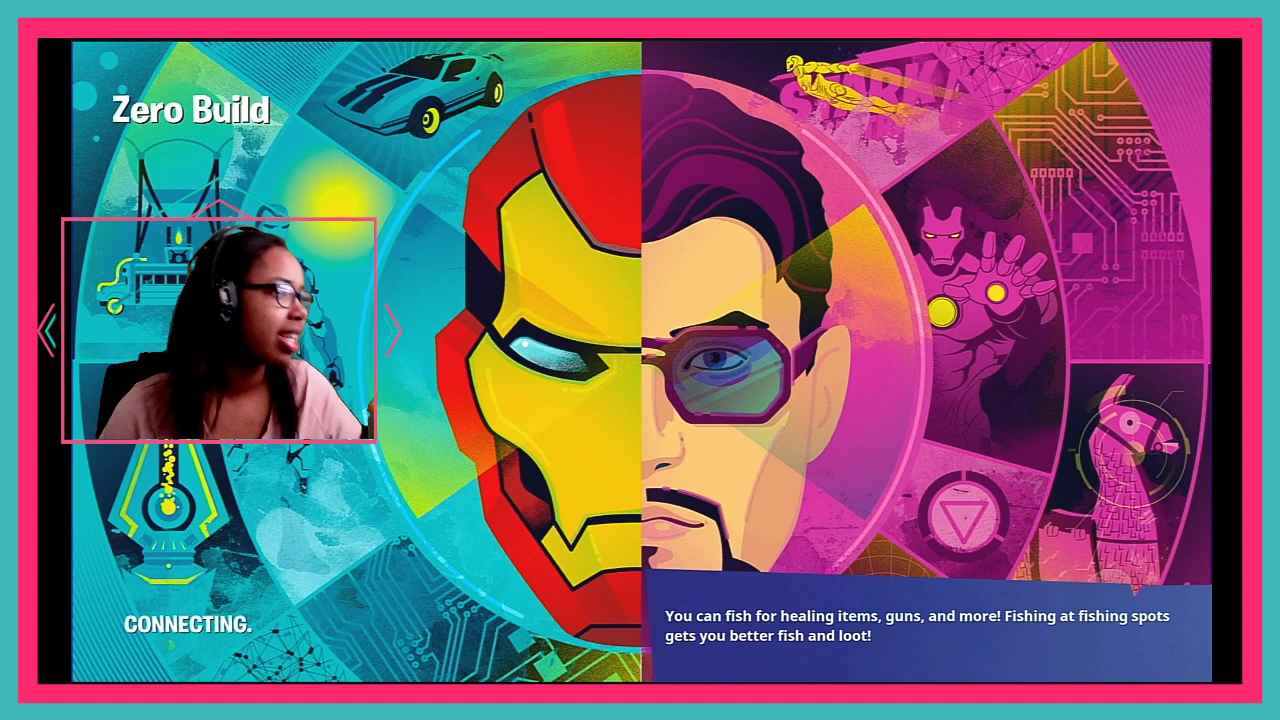 Zero Build
STARK
CONNECTING.
You can fish for healing items, guns, and more! Fishing at fishing spots
gets you better fish and loot!